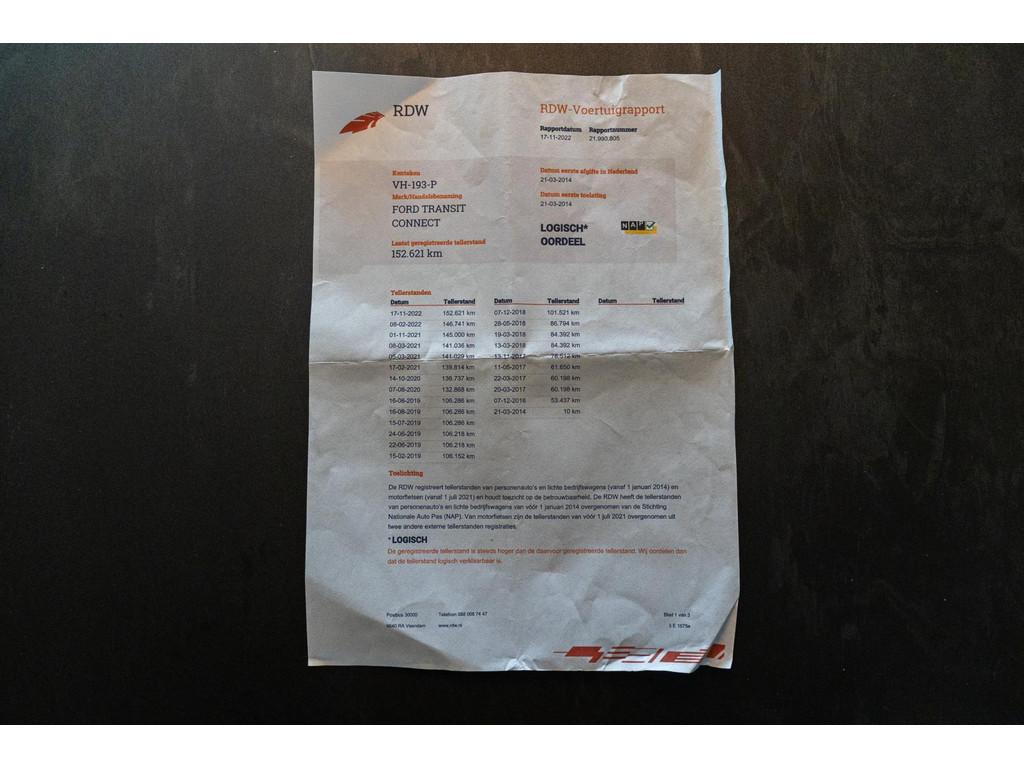 RDW
RDW-Voertuigrapport
Rapportdatum Rapportnummer
17-11-2022 21.990.805
Kenteken
VH-193-P
Merk/Handelsbenaming
FORD TRANSIT
CONNECT
Laatst geregistreerde tellerstand
152.621 km
Datum eerste afgifte in Nederland
21-03-2014
Datum eerste toelating
21-03-2014
LOGISCH*
OORDEEL
NAP
Tellerstanden
Datum Tellerstand Datum Tellerstand Datum Tellerstand
17-11-2022 152.621 km 07-12-2018 101.521 km
08-02-2022 146.741 km 28-05-2018 86.794 km
01-11-2021 145.000 km 19-03-2018 84.392 km
08-03-2021 141.036 km 13-03-2018 84.392 km
05-03-2021 141.029 km 13-11-2017 76.512 km
17-02-2021 139.814 km 11-05-2017 61.650 km
14-10-2020 136.737 km 22-03-2017 60.198 km
07-08-2020 132.868 km 20-03-2017 60.198 km
16-08-2019 106.286 km 07-12-2016 53.437 km
16-08-2019 106.286 km 21-03-2014 10 km
15-07-2019 106.286 km
24-06-2019 106.218 km
22-06-2019 106.218 km
15-02-2019 106.152 km
Toelichting
De RDW registreert tellerstanden van personenauto's en lichte bedrijfswagens (vanaf 1 januari 2014) en
motorfietsen (vanaf 1 juli 2021) en houdt toezicht op de betrouwbaarheid. De RDW heeft de tellerstanden
van personenauto's en lichte bedrijfswagens van vóór 1 januari 2014 overgenomen van de Stichting
Nationale Auto Pas (NAP). Van motorfietsen zijn de tellerstanden van vóór 1 juli 2021 overgenomen uit
twee andere externe tellerstanden registraties.
* LOGISCH
De geregistreerde tellerstand is steeds hoger dan de daarvoor geregistreerde tellerstand. Wij oordelen dan
dat de tellerstand logisch verklaarbaar is.
Postbus 30000 Telefoon 088 008 74 47 Blad 1 van 3
9640 RA Veendam www.rdw.nl 3 E 1675e